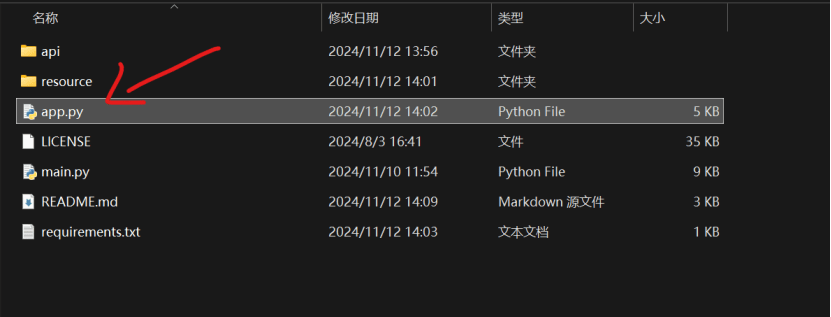 名称 修改日期 类型 大小
api 2024/11/12 13:56 文件夹
resource 2024/11/12 14:01 文件夹
app.py 2024/11/12 14:02 Python File 5 KB
LICENSE 2024/8/3 16:41 文件 35 KB
main.py 2024/11/10 11:54 Python File 9 KB
README.md 2024/11/12 14:09 Markdown 源文件 3 KB
requirements.txt 2024/11/12 14:03 文本文档 1 KB